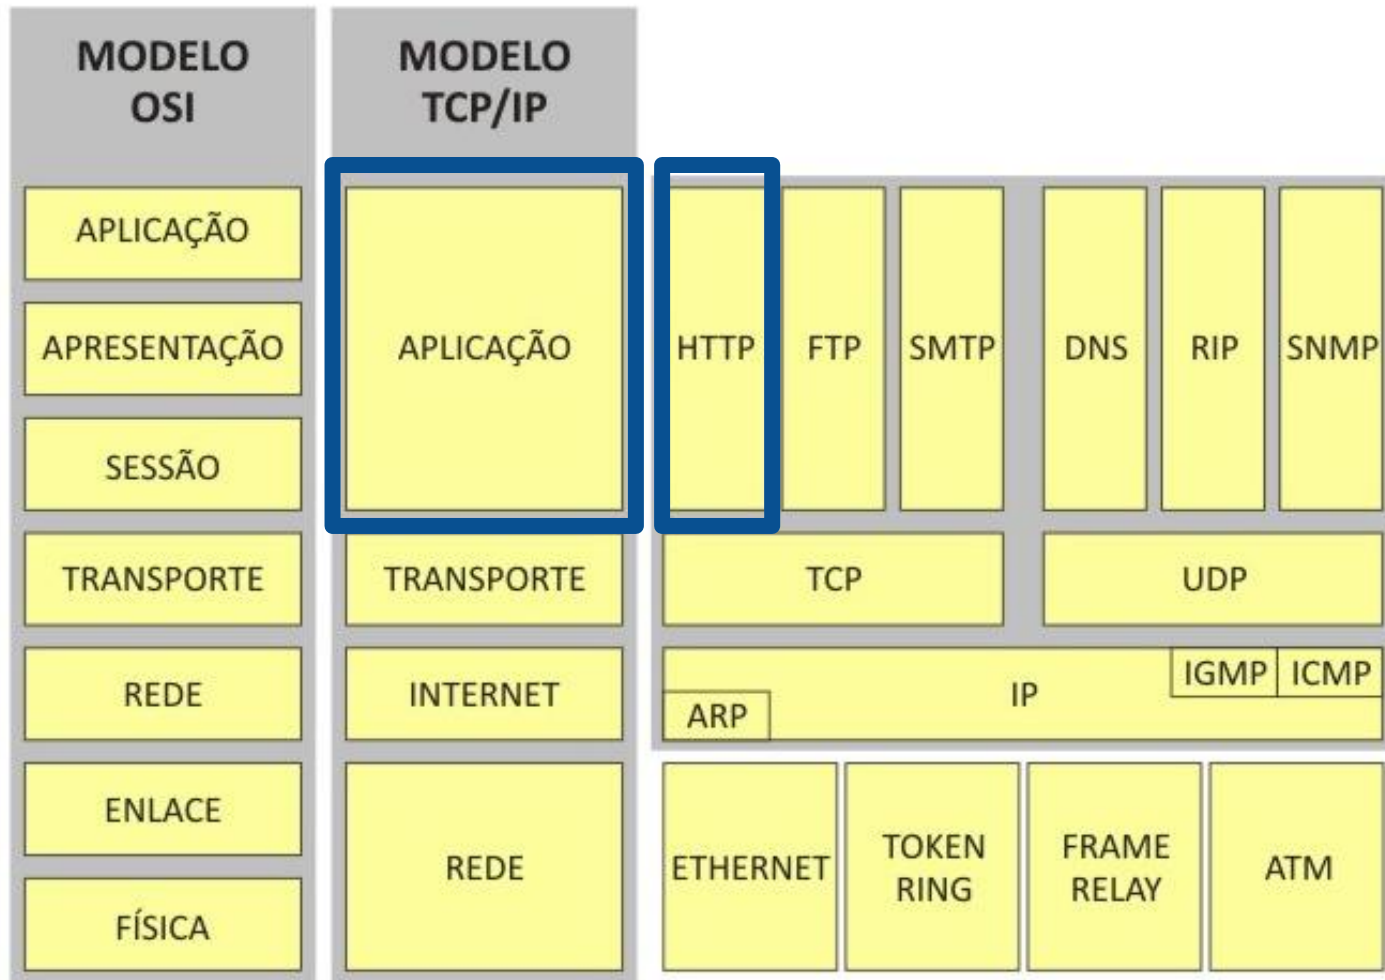 MODELO
OSI
MODELO
TCP/IP
APLICAÇÃO
APRESENTAÇÃO
SESSÃO
TRANSPORTE
REDE
ENLACE
FÍSICA
APLICAÇÃO
TRANSPORTE
INTERNET
REDE
HTTP
FTP
SMTP
DNS
RIP
SNMP
TCP
UDP
ARP
IP
IGMP
ICMP
ETHERNET
TOKEN
RING
FRAME
RELAY
ATM